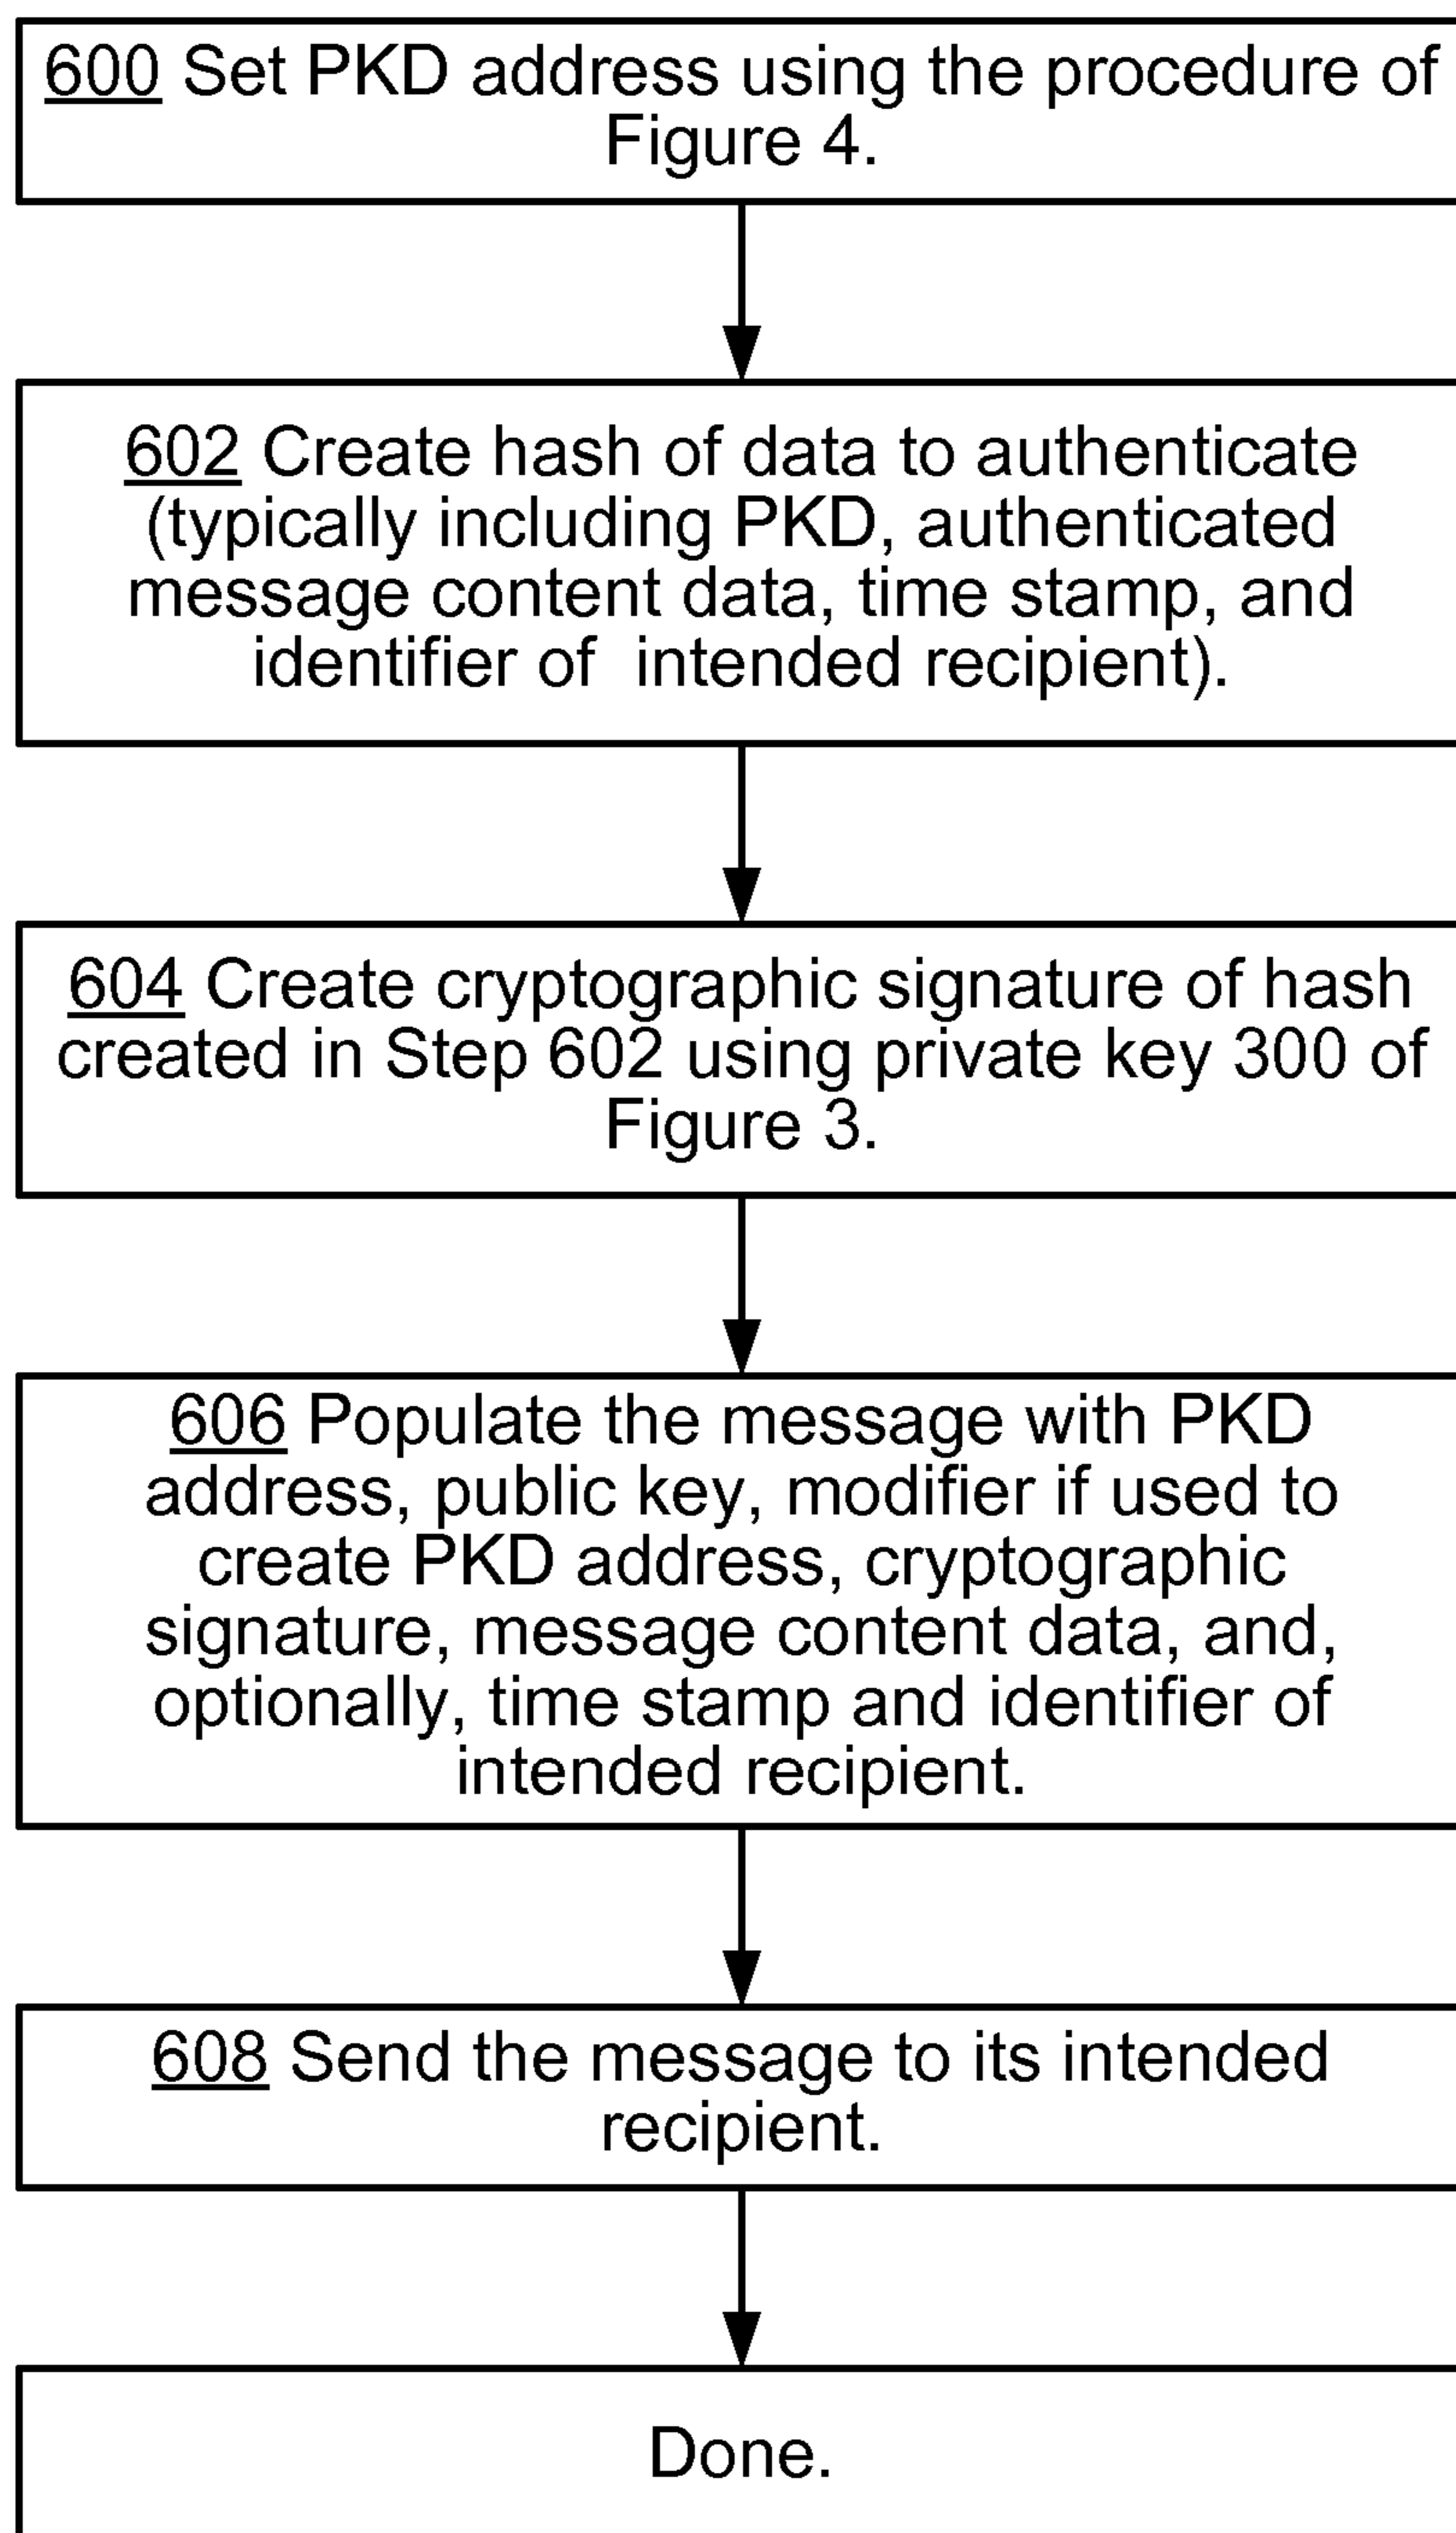 600 Set PKD address using the procedure of
Figure 4.
602 Create hash of data to authenticate
(typically including PKD, authenticated
message content data, time stamp, and
identifier of intended recipient).
604 Create cryptographic signature of hash
created in Step 602 using private key 300 of
Figure 3.
606 Populate the message with PKD
address, public key, modifier if used to
create PKD address, cryptographic
signature, message content data, and,
optionally, time stamp and identifier of
intended recipient.
608 Send the message to its intended
recipient.
Done.